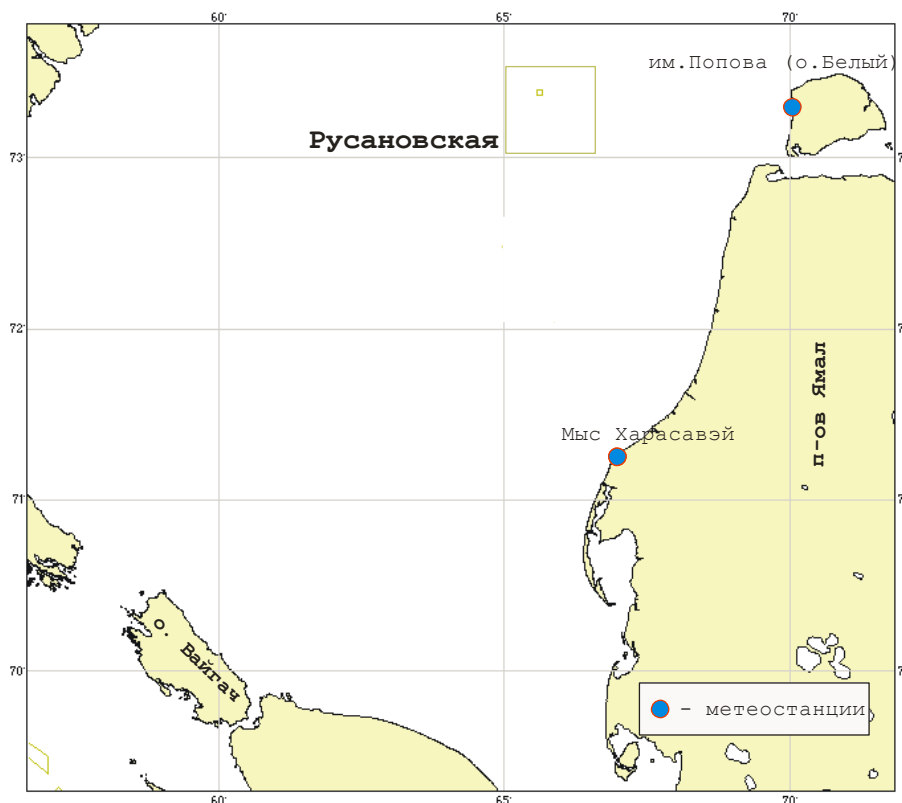 60°
65°
70°
им.Попова (о.Белый)
Русановская
73°
72°
п-ов Ямал
Мыс Харасавэй
71°
о. Вайгач
70°
- метеостанции
60°
65°
70°